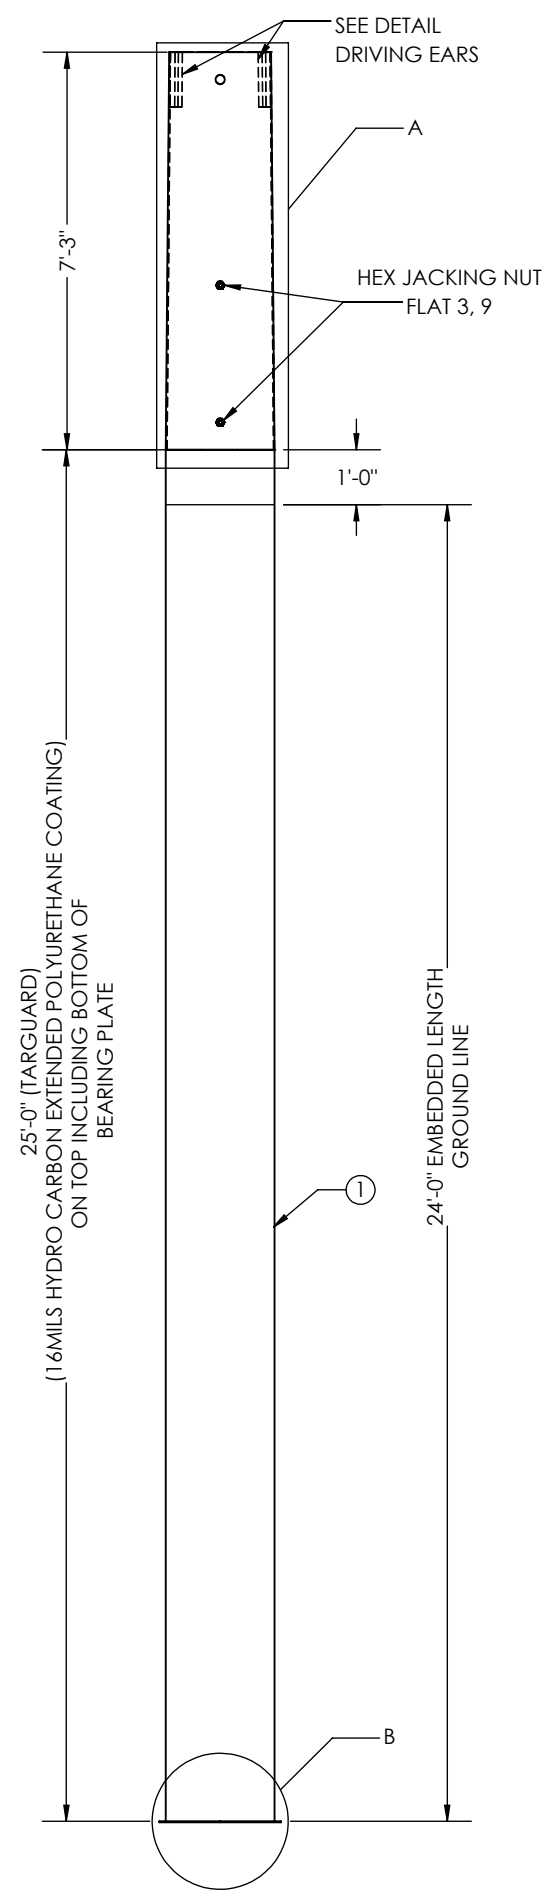 SEE DETAIL
DRIVING EARS
A
7'-3"
HEX JACKING NUT
FLAT 3, 9
1'-0"
25'-0" (TARGUARD)
(16MILS HYDRO CARBON EXTENDED POLYURETHANE COATING)
ON TOP INCLUDING BOTTOM OF
BEARING PLATE
24'-0" EMBEDDED LENGTH
GROUND LINE
1
B